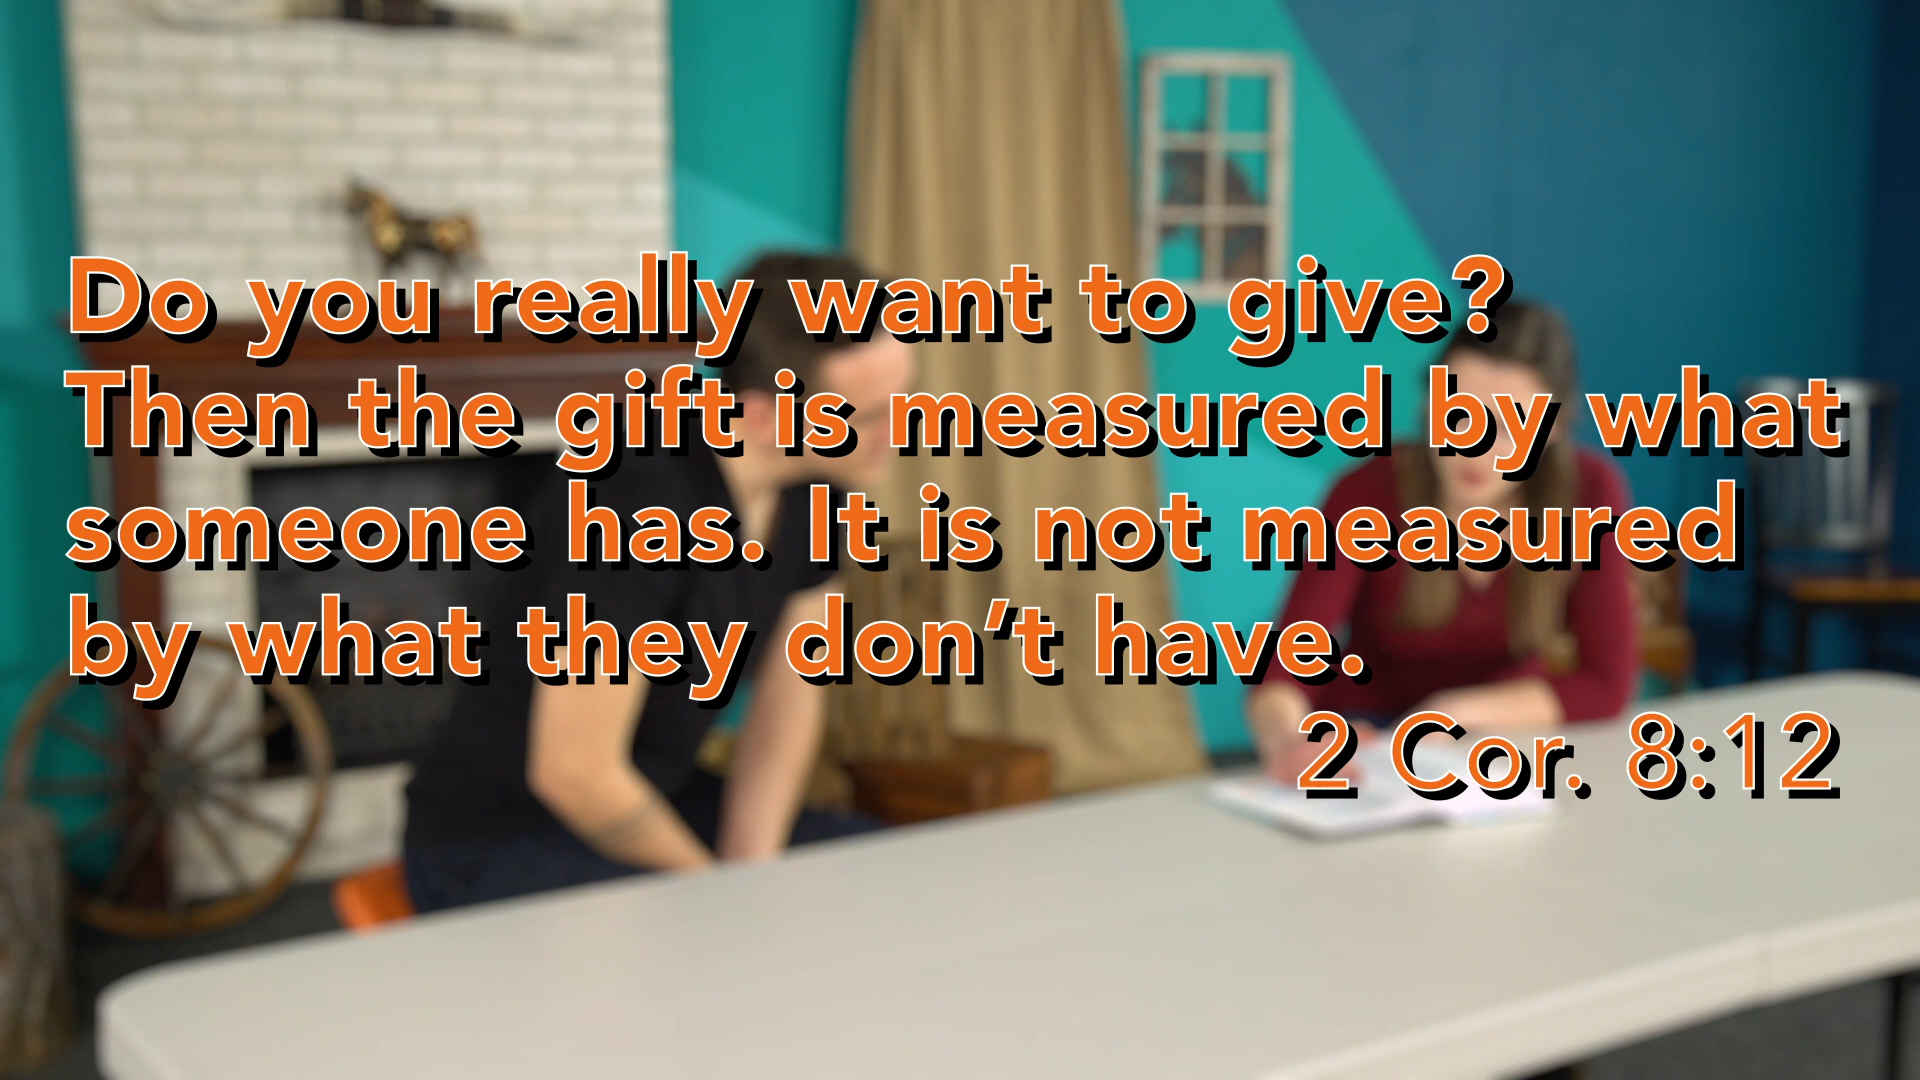 Do you really want to give?
Then the gift is measured by what
someone has. It is not measured
by what they don’t have.
2 Cor. 8:12